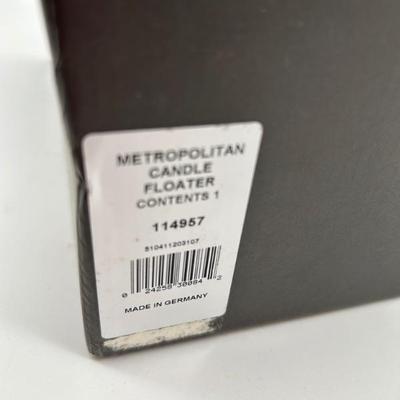 METROPOLITAN
CANDLE
FLOATER
CONTENTS 1
114957
510411203107
0 24258 30084 2
MADE IN GERMANY